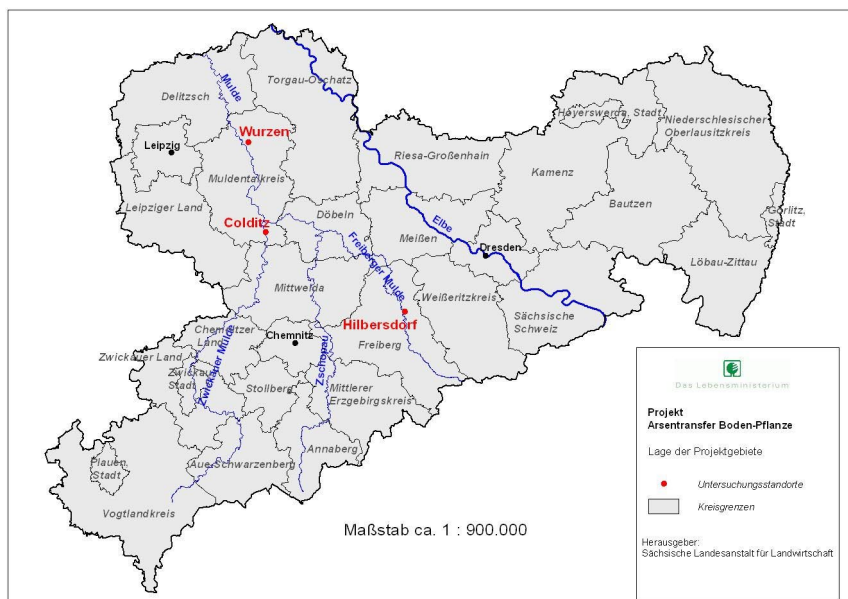 Torgau-Oschatz
Mulde
Delitzsch
Hoyerswerda, Stadt
Niederschlesischer
Oberlausitzkreis
Wurzen
Leipzig
Riesa-Großenhain
Kamenz
Muldentalkreis
Bautzen
Leipziger Land
Döbeln
Görlitz,
Stadt
Colditz
Elbe
Meißen
Dresden
Löbau-Zittau
Freiberger Mulde
Mittweida
Weißeritzkreis
Sächsische
Schweiz
Hilbersdorf
Chemnitzer
Land
Chemnitz
Freiberg
Zwickauer Land
Zwickau
Stadt
Zwickauer Mulde
Zschopau
Stollberg
Mittlerer
Erzgebirgskreis
Annaberg
Plauen,
Stadt
Aue-Schwarzenberg
Vogtlandkreis
Maßstab ca. 1 : 900.000
Das Lebensministerium
Projekt
Arsentransfer Boden-Pflanze
Lage der Projektgebiete
Untersuchungsstandorte
Kreisgrenzen
Herausgeber:
Sächsische Landesanstalt für Landwirtschaft